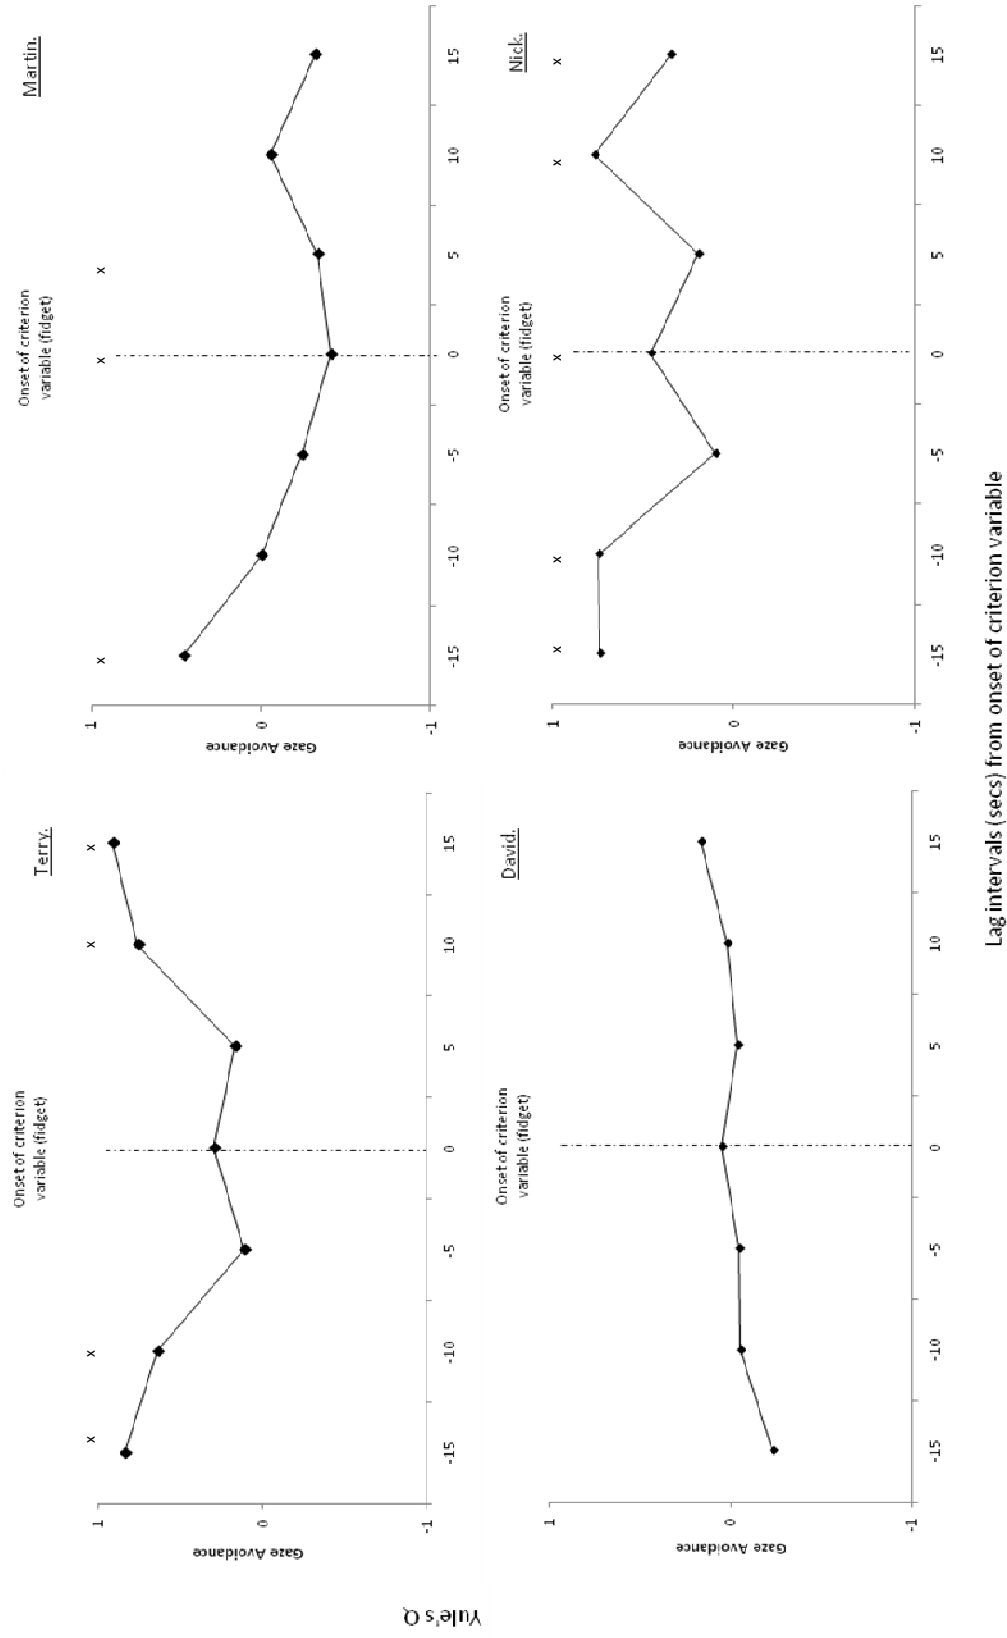 Terry.
Onset of criterion
variable (fidget)
x x x x
1
0
-1
Gaze Avoidance
-15 -10 -5 0 5 10 15
Martin.
Onset of criterion
variable (fidget)
x x x
1
0
-1
Gaze Avoidance
-15 -10 -5 0 5 10 15
Yule's Q
David.
Onset of criterion
variable (fidget)
1
0
-1
Gaze Avoidance
-15 -10 -5 0 5 10 15
Nick.
Onset of criterion
variable (fidget)
x x x x x
1
0
-1
Gaze Avoidance
-15 -10 -5 0 5 10 15
Lag intervals (secs) from onset of criterion variable